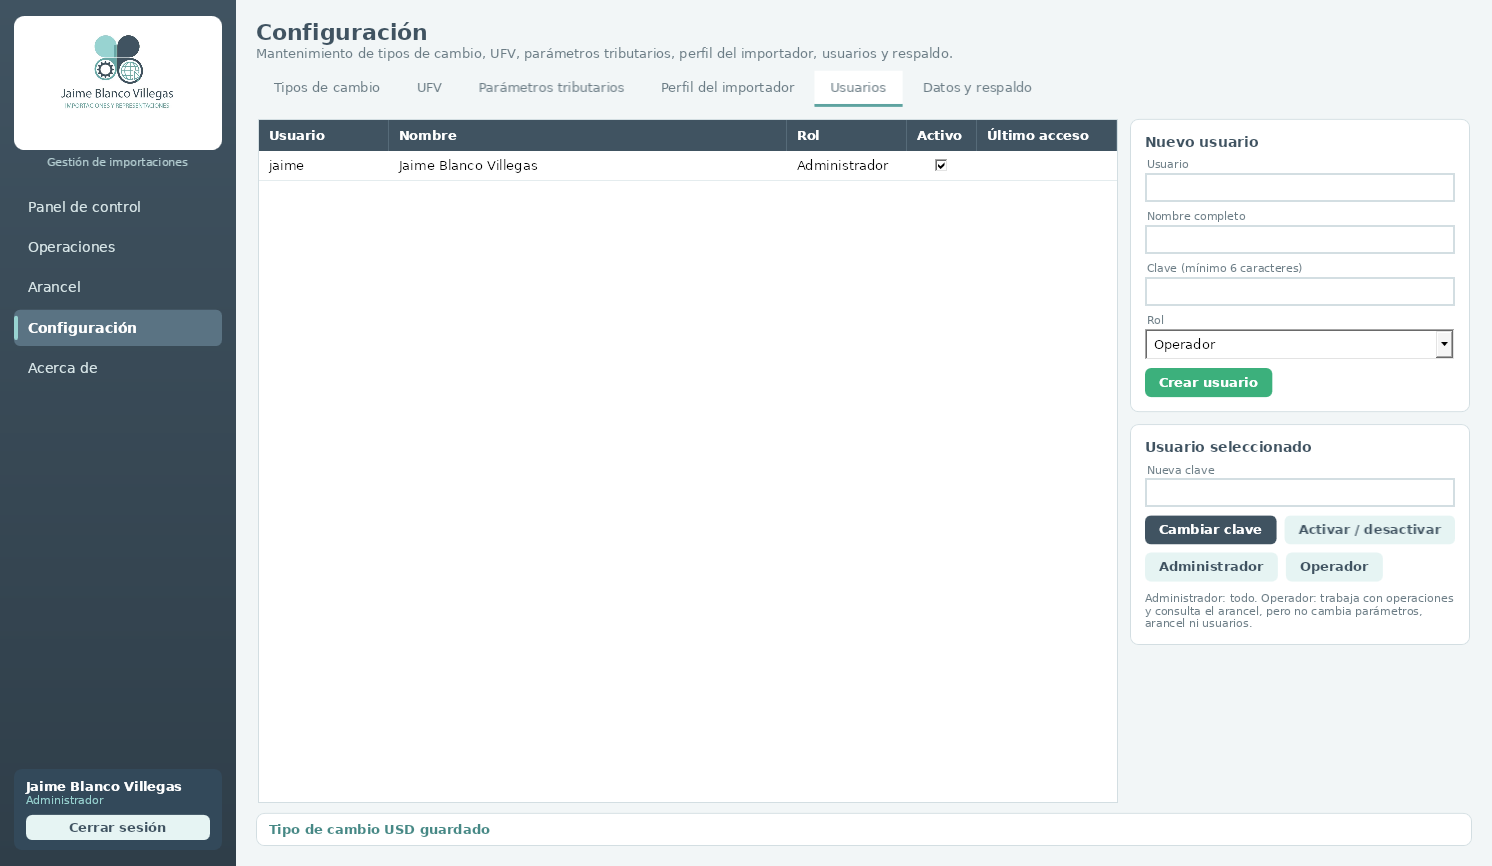 Jaime Blanco Villegas
IMPORTACIONES Y REPRESENTACIONES
Gestión de importaciones
Panel de control
Operaciones
Arancel
Configuración
Acerca de
Jaime Blanco Villegas
Administrador
Cerrar sesión
Configuración
Mantenimiento de tipos de cambio, UFV, parámetros tributarios, perfil del importador, usuarios y respaldo.
Tipos de cambio UFV Parámetros tributarios Perfil del importador Usuarios Datos y respaldo
Usuario Nombre Rol Activo Último acceso
jaime Jaime Blanco Villegas Administrador
Nuevo usuario
Usuario
Nombre completo
Clave (mínimo 6 caracteres)
Rol
Operador
Crear usuario
Usuario seleccionado
Nueva clave
Cambiar clave Activar / desactivar
Administrador Operador
Administrador: todo. Operador: trabaja con operaciones
y consulta el arancel, pero no cambia parámetros,
arancel ni usuarios.
Tipo de cambio USD guardado